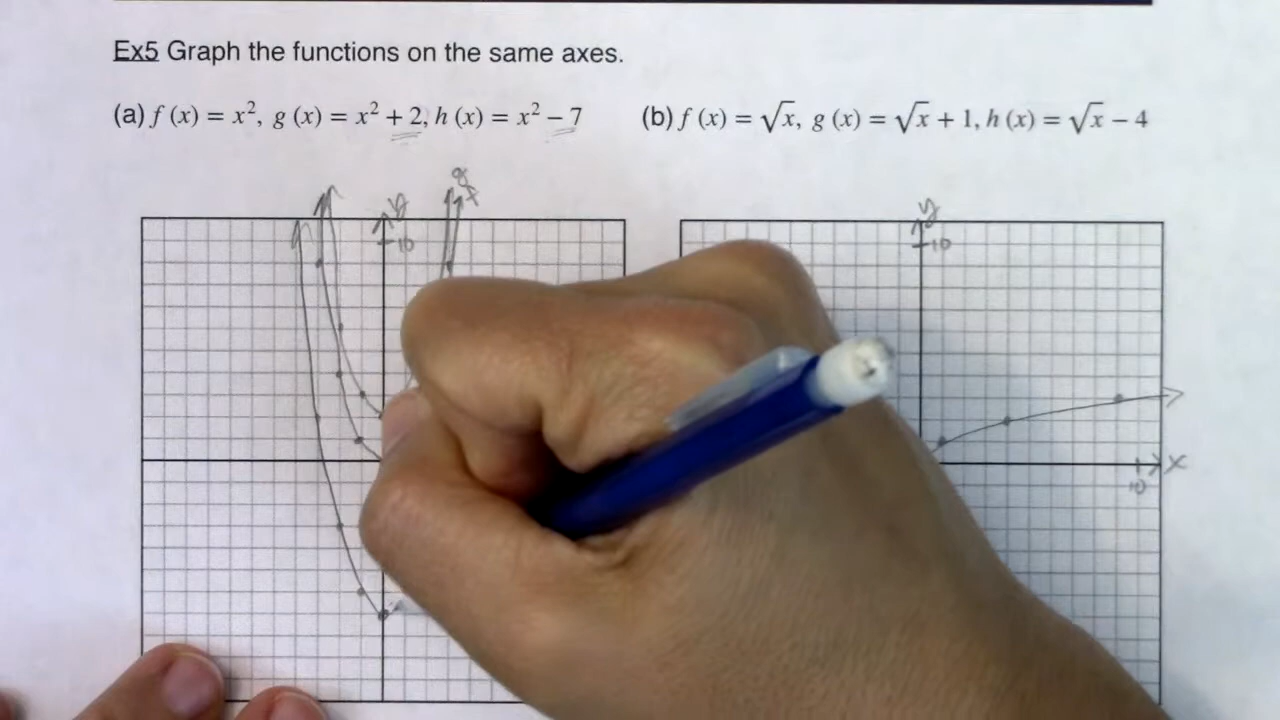 Ex5 Graph the functions on the same axes.
(a) f (x) = x², g (x) = x² + 2, h (x) = x² − 7
(b) f (x) = √x, g (x) = √x + 1, h (x) = √x − 4
g
f
y
10
y
10
x
10